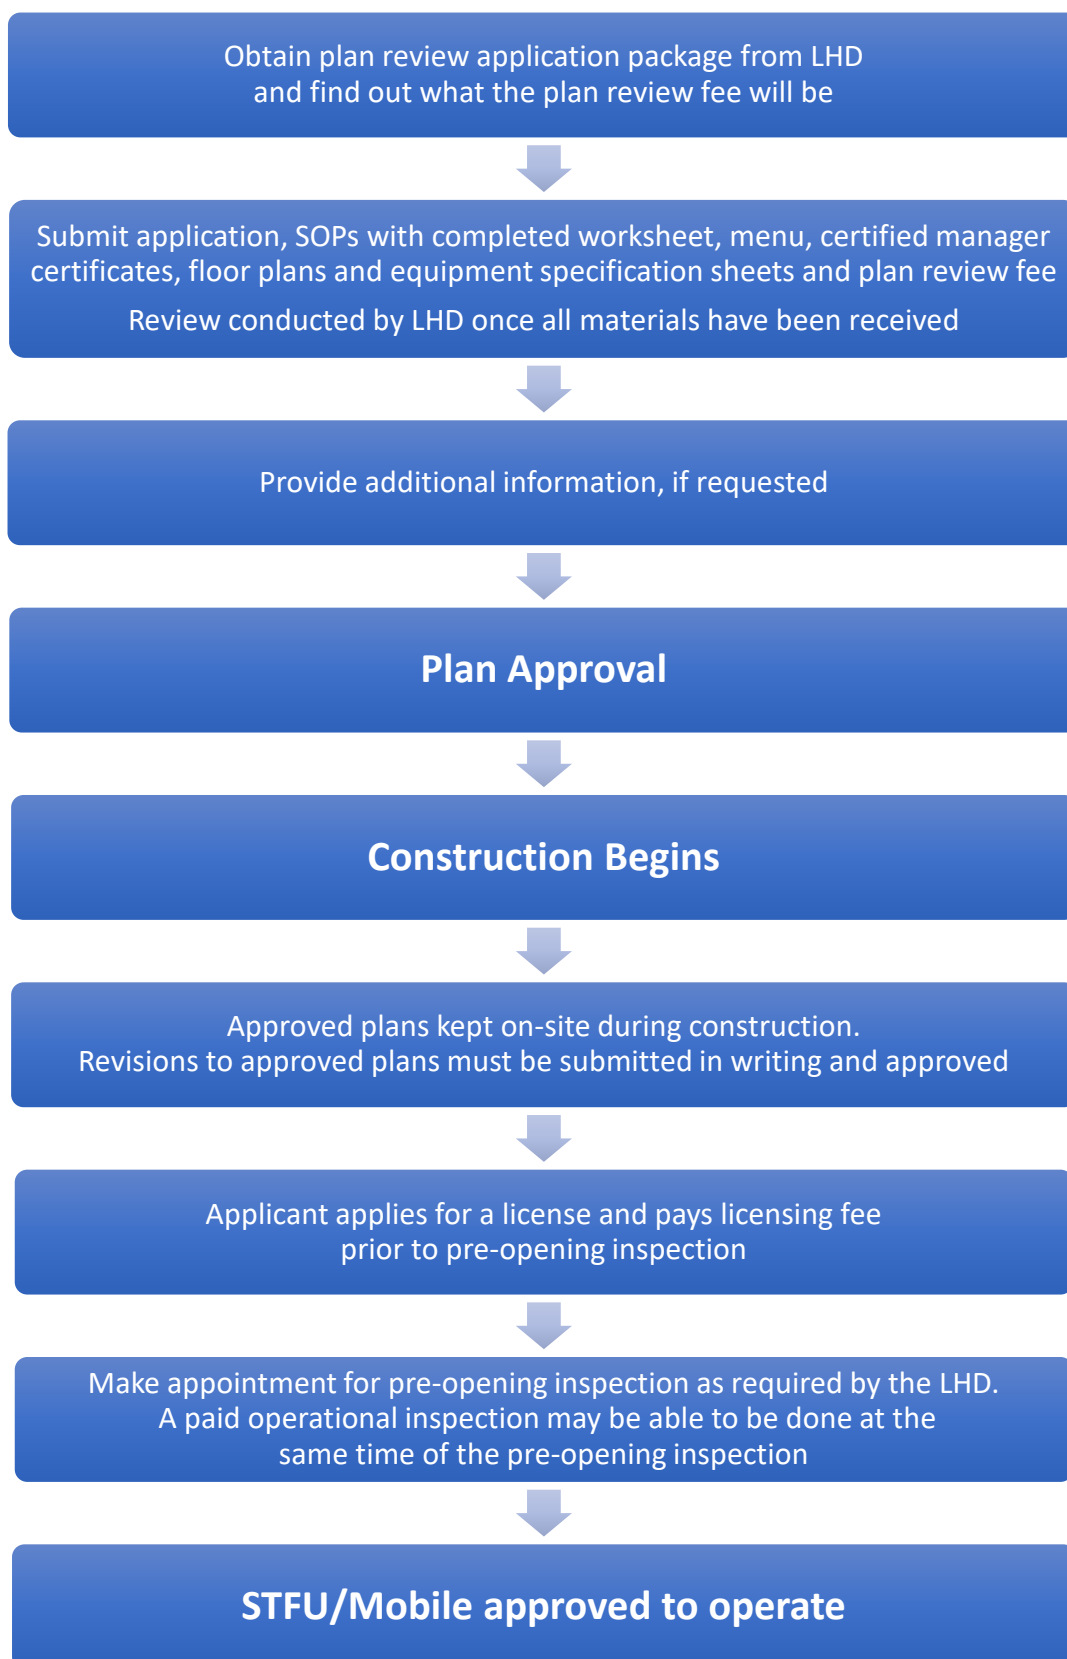 Obtain plan review application package from LHD
and find out what the plan review fee will be
Submit application, SOPs with completed worksheet, menu, certified manager
certificates, floor plans and equipment specification sheets and plan review fee
Review conducted by LHD once all materials have been received
Provide additional information, if requested
Plan Approval
Construction Begins
Approved plans kept on-site during construction.
Revisions to approved plans must be submitted in writing and approved
Applicant applies for a license and pays licensing fee
prior to pre-opening inspection
Make appointment for pre-opening inspection as required by the LHD.
A paid operational inspection may be able to be done at the
same time of the pre-opening inspection
STFU/Mobile approved to operate